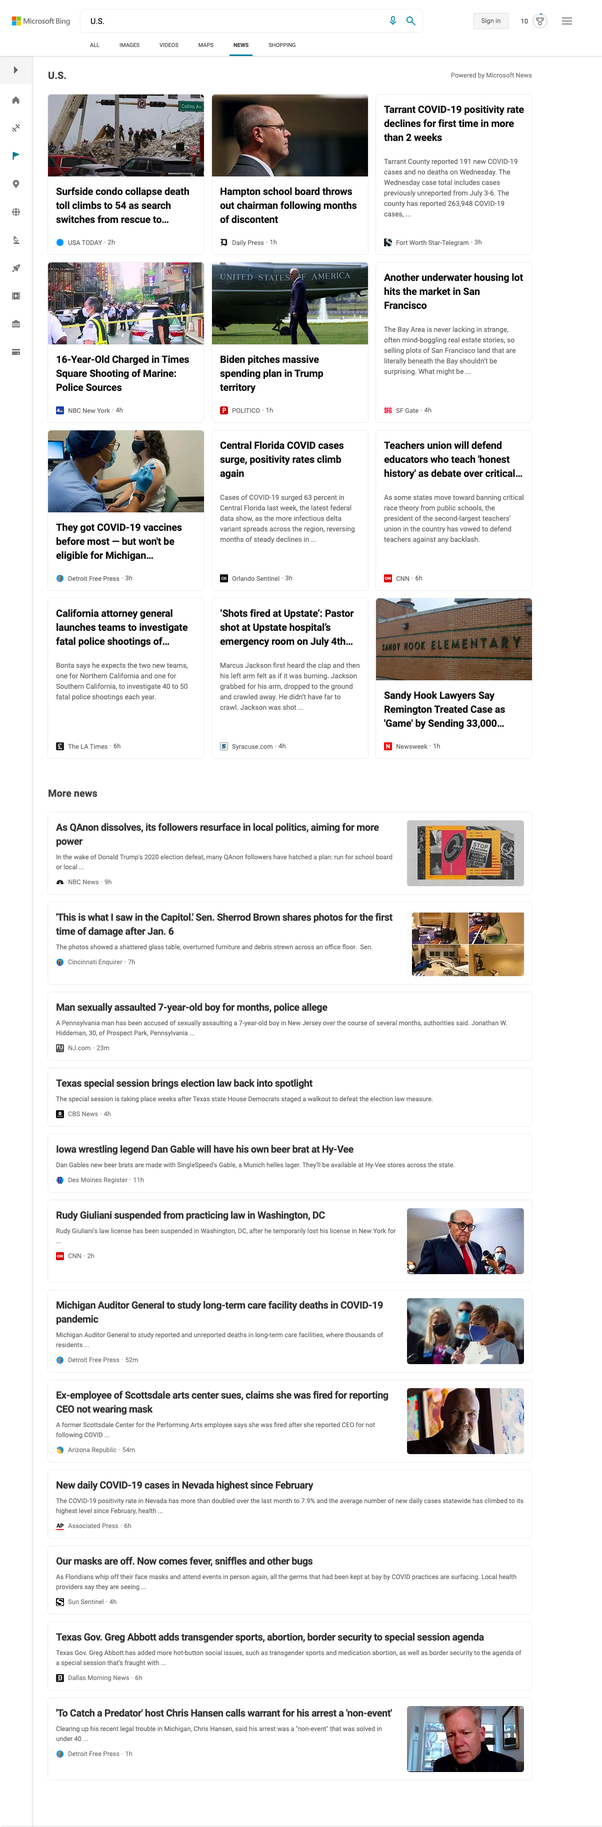 Microsoft Bing
U.S.
Sign in
10
ALL
IMAGES
VIDEOS
MAPS
NEWS
SHOPPING
U.S.
Powered by Microsoft News
Collins Av
Surfside condo collapse death
toll climbs to 54 as search
switches from rescue to...
USA TODAY · 2h
Hampton school board throws
out chairman following months
of discontent
Daily Press · 1h
Tarrant COVID-19 positivity rate
declines for first time in more
than 2 weeks
Tarrant County reported 191 new COVID-19
cases and no deaths on Wednesday. The
Wednesday case total includes cases
previously unreported from July 3-6. The
county has reported 263,948 COVID-19
cases, ...
Fort Worth Star-Telegram · 3h
16-Year-Old Charged in Times
Square Shooting of Marine:
Police Sources
NBC New York · 4h
UNITED STATES OF AMERICA
Biden pitches massive
spending plan in Trump
territory
POLITICO · 1h
Another underwater housing lot
hits the market in San
Francisco
The Bay Area is never lacking in strange,
often mind-boggling real estate stories, so
selling plots of San Francisco land that are
literally beneath the Bay shouldn't be
surprising. What might be ...
SF Gate · 4h
They got COVID-19 vaccines
before most — but won't be
eligible for Michigan...
Detroit Free Press · 3h
Central Florida COVID cases
surge, positivity rates climb
again
Cases of COVID-19 surged 63 percent in
Central Florida last week, the latest federal
data show, as the more infectious delta
variant spreads across the region, reversing
months of steady declines in ...
Orlando Sentinel · 3h
Teachers union will defend
educators who teach 'honest
history' as debate over critical...
As some states move toward banning critical
race theory from public schools, the
president of the second-largest teachers'
union in the country has vowed to defend
teachers against any backlash.
CNN · 6h
California attorney general
launches teams to investigate
fatal police shootings of...
Bonta says he expects the two new teams,
one for Northern California and one for
Southern California, to investigate 40 to 50
fatal police shootings each year.
The LA Times · 6h
'Shots fired at Upstate': Pastor
shot at Upstate hospital's
emergency room on July 4th...
Marcus Jackson first heard the clap and then
his left arm felt as if it was burning. Jackson
grabbed for his arm, dropped to the ground
and crawled away. He didn't have far to
crawl. Jackson was shot ...
Syracuse.com · 4h
SANDY HOOK ELEMENTARY
Sandy Hook Lawyers Say
Remington Treated Case as
'Game' by Sending 33,000...
Newsweek · 1h
More news
As QAnon dissolves, its followers resurface in local politics, aiming for more
power
In the wake of Donald Trump's 2020 election defeat, many QAnon followers have hatched a plan: run for school board
or local ...
NBC News · 9h
'This is what I saw in the Capitol.' Sen. Sherrod Brown shares photos for the first
time of damage after Jan. 6
The photos showed a shattered glass table, overturned furniture and debris strewn across an office floor. Sen.
Cincinnati Enquirer · 7h
Man sexually assaulted 7-year-old boy for months, police allege
A Pennsylvania man has been accused of sexually assaulting a 7-year-old boy in New Jersey over the course of several months, authorities said. Jonathan W.
Hiddeman, 30, of Prospect Park, Pennsylvania ...
NJ.com · 23m
Texas special session brings election law back into spotlight
The special session is taking place weeks after Texas state House Democrats staged a walkout to defeat the election law measure.
CBS News · 4h
Iowa wrestling legend Dan Gable will have his own beer brat at Hy-Vee
Dan Gables new beer brats are made with SingleSpeed's Gable, a Munich helles lager. They'll be available at Hy-Vee stores across the state.
Des Moines Register · 11h
Rudy Giuliani suspended from practicing law in Washington, DC
Rudy Giuliani's law license has been suspended in Washington, DC, after he temporarily lost his license in New York for
...
CNN · 2h
Michigan Auditor General to study long-term care facility deaths in COVID-19
pandemic
Michigan Auditor General to study reported and unreported deaths in long-term care facilities, where thousands of
residents ...
Detroit Free Press · 52m
Ex-employee of Scottsdale arts center sues, claims she was fired for reporting
CEO not wearing mask
A former Scottsdale Center for the Performing Arts employee says she was fired after she reported CEO for not
following COVID ...
Arizona Republic · 54m
New daily COVID-19 cases in Nevada highest since February
The COVID-19 positivity rate in Nevada has more than doubled over the last month to 7.9% and the average number of new daily cases statewide has climbed to its
highest level since February, health ...
AP Associated Press · 6h
Our masks are off. Now comes fever, sniffles and other bugs
As Floridians whip off their face masks and attend events in person again, all the germs that had been kept at bay by COVID practices are surfacing. Local health
providers say they are seeing ...
Sun Sentinel · 4h
Texas Gov. Greg Abbott adds transgender sports, abortion, border security to special session agenda
Texas Gov. Greg Abbott has added more hot-button social issues, such as transgender sports and medication abortion, as well as border security to the agenda of
a special session that's fraught with ...
Dallas Morning News · 6h
'To Catch a Predator' host Chris Hansen calls warrant for his arrest a 'non-event'
Clearing up his recent legal trouble in Michigan, Chris Hansen, said his arrest was a "non-event" that was solved in
under 40 ...
Detroit Free Press · 1h